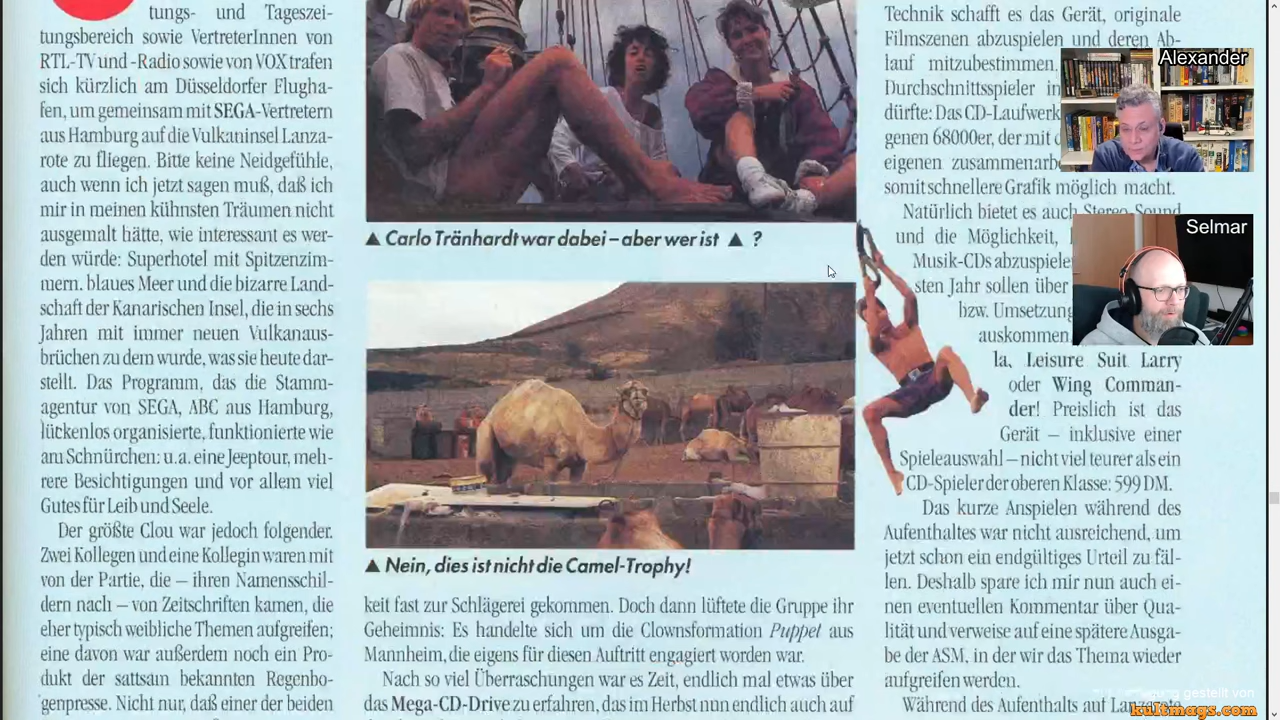 tungs- und Tageszei-
tungsbereich sowie VertreterInnen von
RTL-TV und -Radio sowie von VOX trafen
sich kürzlich am Düsseldorfer Flugha-
fen, um gemeinsam mit SEGA-Vertretern
aus Hamburg auf die Vulkaninsel Lanza-
rote zu fliegen. Bitte keine Neidgefühle,
auch wenn ich jetzt sagen muß, daß ich
mir in meinen kühnsten Träumen nicht
ausgemalt hätte, wie interessant es wer-
den würde: Superhotel mit Spitzenzim-
mern. blaues Meer und die bizarre Land-
schaft der Kanarischen Insel, die in sechs
Jahren mit immer neuen Vulkanaus-
brüchen zu dem wurde, was sie heute dar-
stellt. Das Programm, das die Stamm-
agentur von SEGA, ABC aus Hamburg,
lückenlos organisierte, funktionierte wie
am Schnürchen: u.a. eine Jeeptour, meh-
rere Besichtigungen und vor allem viel
Gutes für Leib und Seele.
Der größte Clou war jedoch folgender.
Zwei Kollegen und eine Kollegin waren mit
von der Partie, die – ihren Namensschil-
dern nach – von Zeitschriften kamen, die
eher typisch weibliche Themen aufgreifen;
eine davon war außerdem noch ein Pro-
dukt der sattsam bekannten Regenbo-
genpresse. Nicht nur, daß einer der beiden
▲ Carlo Tränhardt war dabei – aber wer ist ▲ ?
▲ Nein, dies ist nicht die Camel-Trophy!
keit fast zur Schlägerei gekommen. Doch dann lüftete die Gruppe ihr
Geheimnis: Es handelte sich um die Clownsformation Puppet aus
Mannheim, die eigens für diesen Auftritt engagiert worden war.
Nach so viel Überraschungen war es Zeit, endlich mal etwas über
das Mega-CD-Drive zu erfahren, das im Herbst nun endlich auch auf
Technik schafft es das Gerät, originale
Filmszenen abzuspielen und deren Ab-
lauf mitzubestimmen.
Durchschnittsspieler in
dürfte: Das CD-Laufwerk
genen 68000er, der mit d
eigenen zusammenarbe
somit schnellere Grafik möglich macht.
Natürlich bietet es auch Stereo-Sound
und die Möglichkeit,
Musik-CDs abzuspiele
sten Jahr sollen über
bzw. Umsetzung
auskommen,
la, Leisure Suit Larry
oder Wing Comman-
der! Preislich ist das
Gerät – inklusive einer
Spieleauswahl – nicht viel teurer als ein
CD-Spieler der oberen Klasse: 599 DM.
Das kurze Anspielen während des
Aufenthaltes war nicht ausreichend, um
jetzt schon ein endgültiges Urteil zu fäl-
len. Deshalb spare ich mir nun auch ei-
nen eventuellen Kommentar über Qua-
lität und verweise auf eine spätere Ausga-
be der ASM, in der wir das Thema wieder
aufgreifen werden.
Während des Aufenthalts auf Lanzarote
Alexander
Selmar
gestellt von
kultmags.com